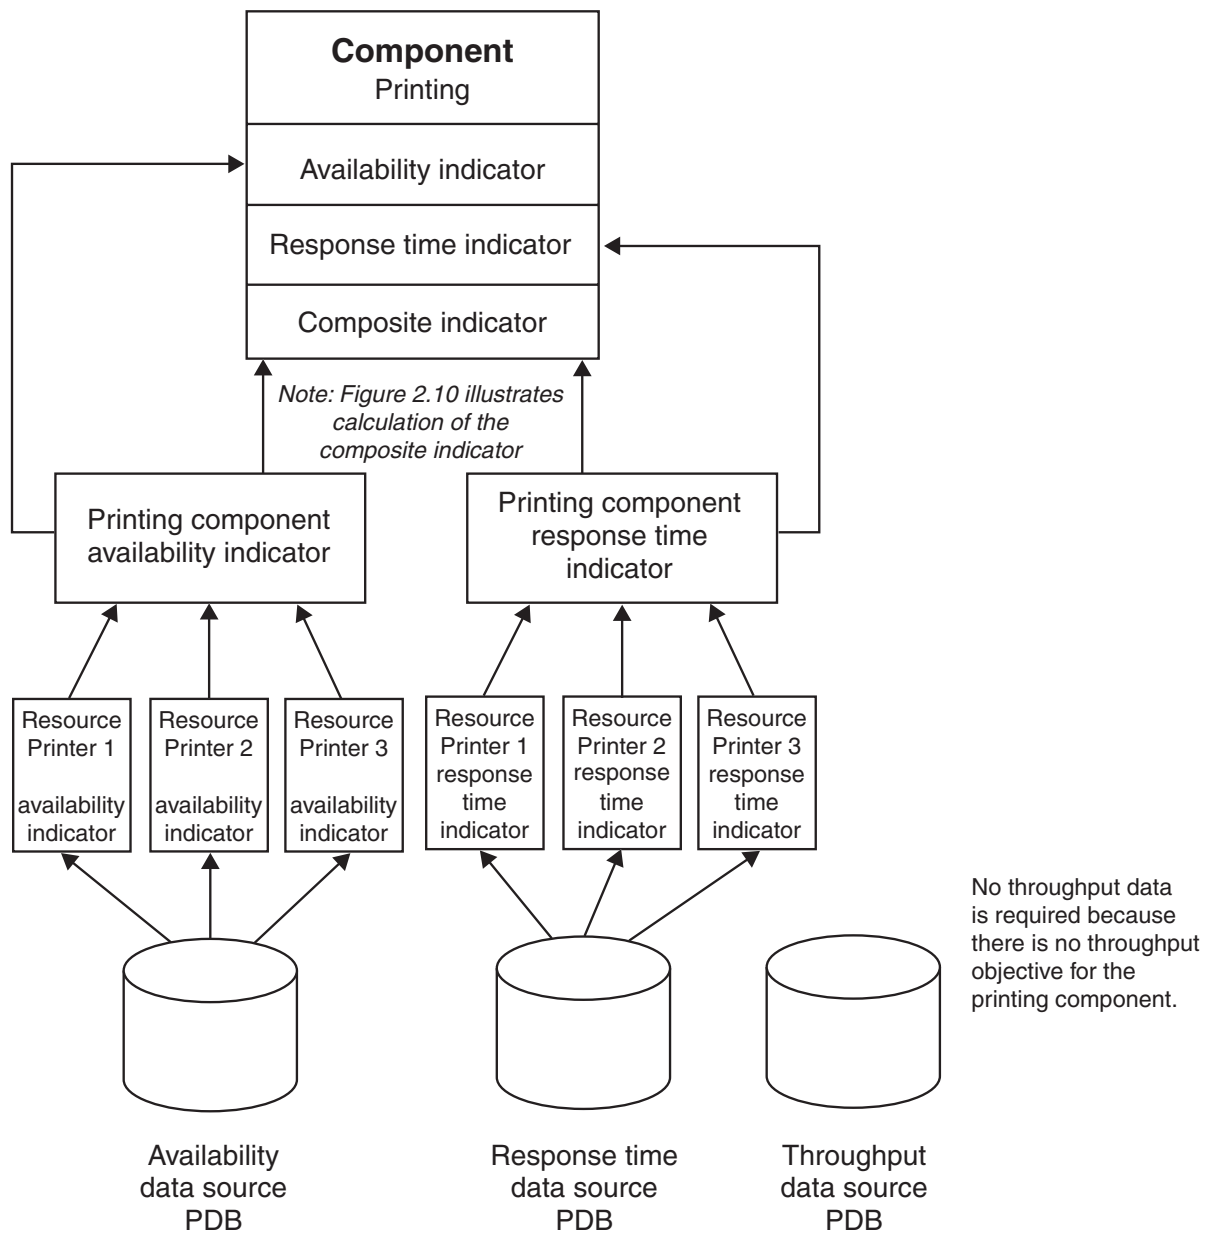 Component
Printing
Availability indicator
Response time indicator
Composite indicator
Note: Figure 2.10 illustrates
calculation of the
composite indicator
Printing component
availability indicator
Printing component
response time
indicator
Resource
Printer 1
availability
indicator
Resource
Printer 2
availability
indicator
Resource
Printer 3
availability
indicator
Resource
Printer 1
response
time
indicator
Resource
Printer 2
response
time
indicator
Resource
Printer 3
response
time
indicator
No throughput data
is required because
there is no throughput
objective for the
printing component.
Availability
data source
PDB
Response time
data source
PDB
Throughput
data source
PDB